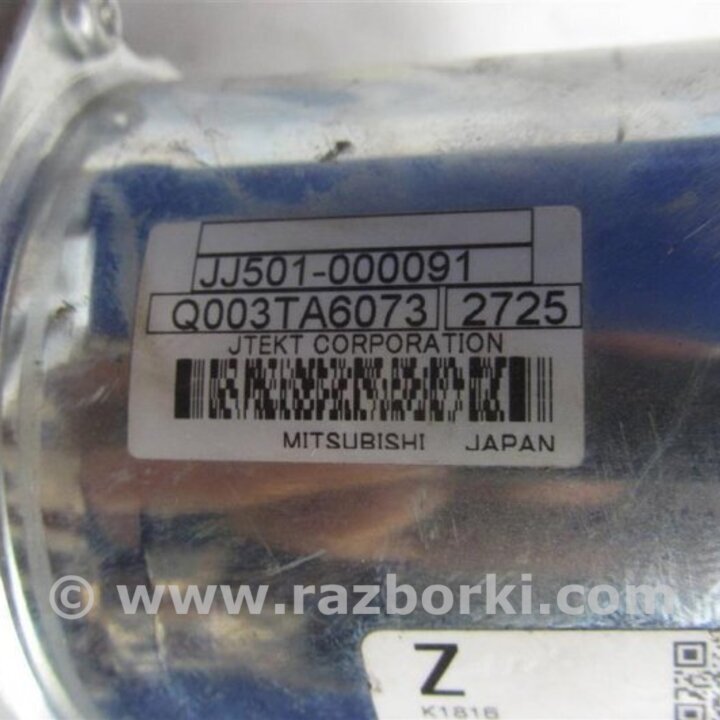 JJ501-000091
Q003TA6073 2725
JTEKT CORPORATION
MITSUBISHI JAPAN
© www.razborki.com
Z
K1816